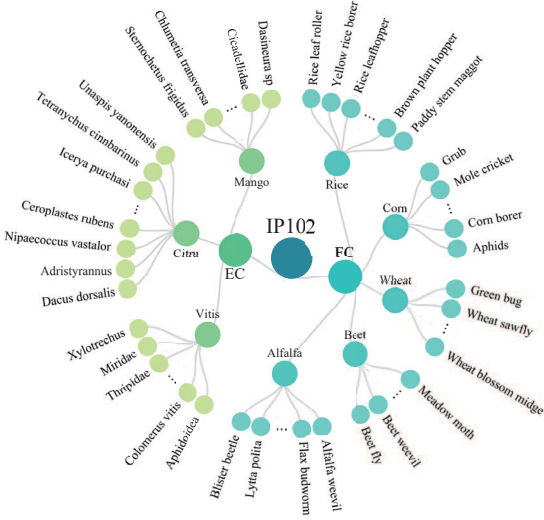 IP102
EC
FC
Mango
Sternochetus frigidus
Chlumetia transversa
...
Cicadellidae
Dasineura sp
Rice
Rice leaf roller
Yellow rice borer
Rice leafhopper
...
Brown plant hopper
Paddy stem maggot
Corn
Grub
Mole cricket
...
Corn borer
Aphids
Wheat
Green bug
Wheat sawfly
...
Wheat blossom midge
Beet
Meadow moth
...
Beet weevil
Beet fly
Alfalfa
Blister beetle
Lytta polita
...
Flax budworm
Alfalfa weevil
Vitis
Xylotrechus
Miridae
Thripidae
...
Colomerus vitis
Aphidoidea
Citru
Unaspis yanonensis
Tetranychus cinnbarinus
Icerya purchasi
...
Ceroplastes rubens
Nipaecoccus vastalor
Adristyrannus
Dacus dorsalis